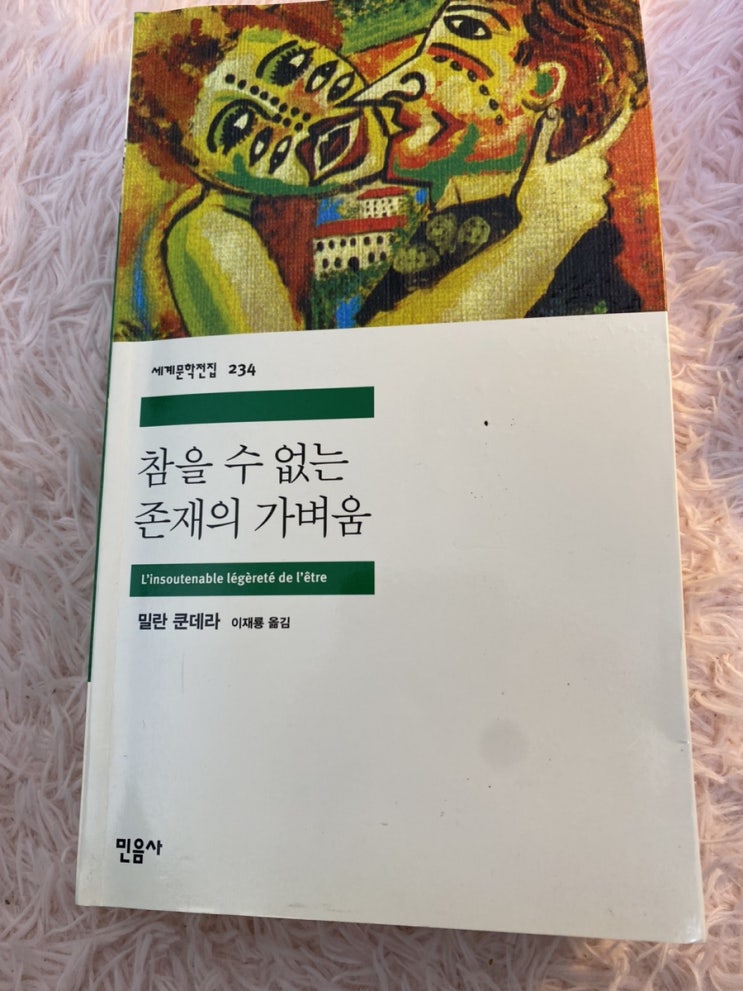 세계문학전집 234
참을 수 없는
존재의 가벼움
L'insoutenable légèreté de l'être
밀란 쿤데라 이재룡 옮김
민음사